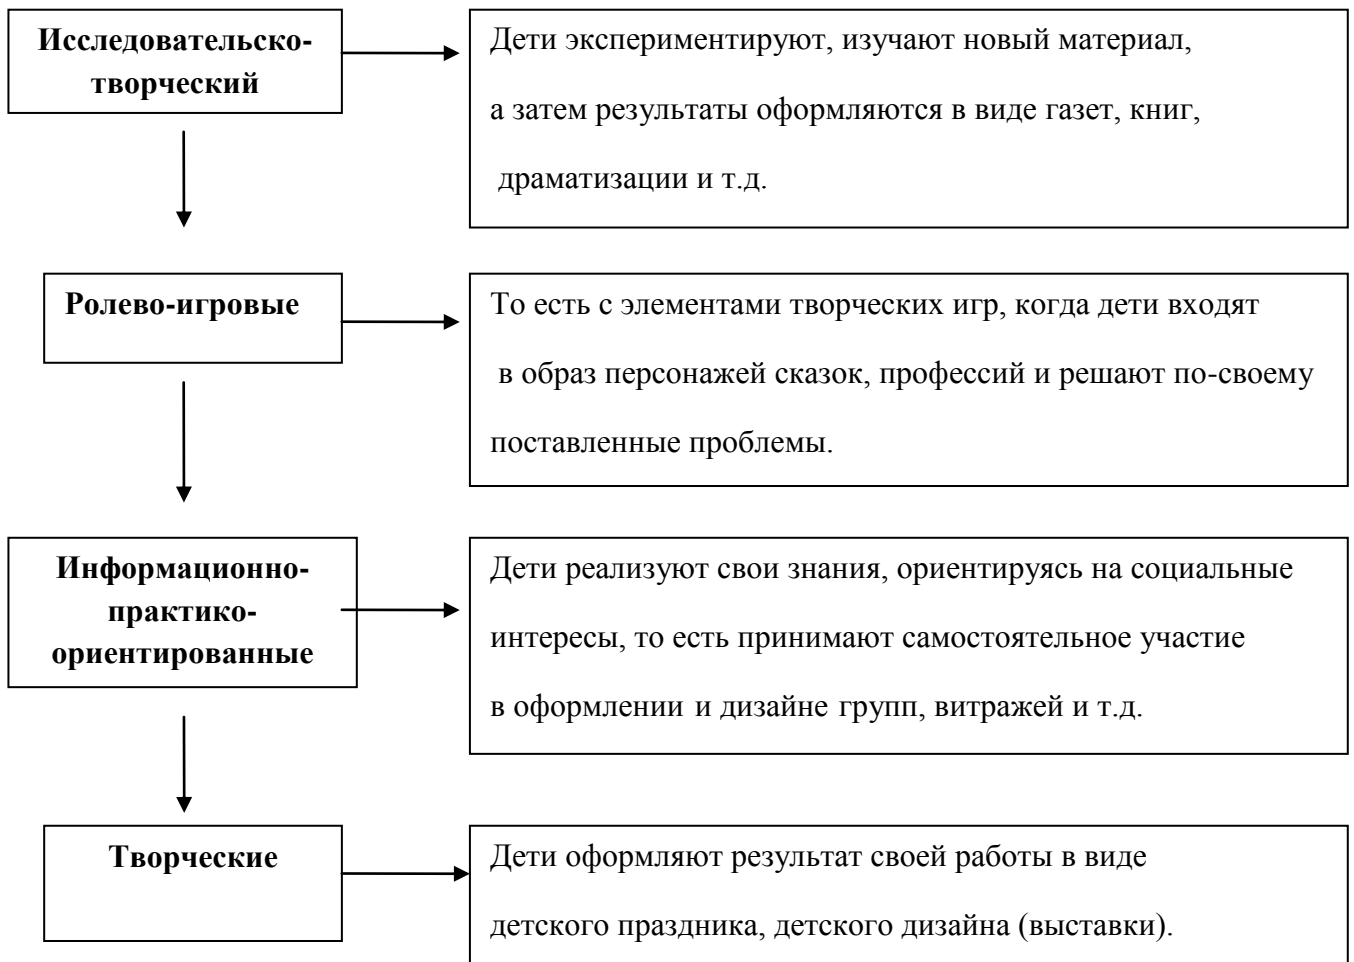 Исследовательско-
творческий
Дети экспериментируют, изучают новый материал,
а затем результаты оформляются в виде газет, книг,
драматизации и т.д.
Ролево-игровые
То есть с элементами творческих игр, когда дети входят
в образ персонажей сказок, профессий и решают по-своему
поставленные проблемы.
Информационно-
практико-
ориентированные
Дети реализуют свои знания, ориентируясь на социальные
интересы, то есть принимают самостоятельное участие
в оформлении и дизайне групп, витражей и т.д.
Творческие
Дети оформляют результат своей работы в виде
детского праздника, детского дизайна (выставки).